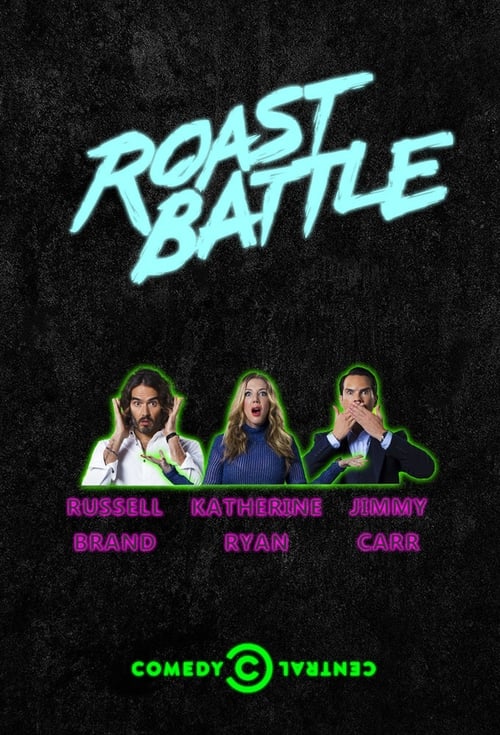 ROAST
BATTLE
RUSSELL KATHERINE JIMMY
BRAND RYAN CARR
COMEDY C CENTRAL